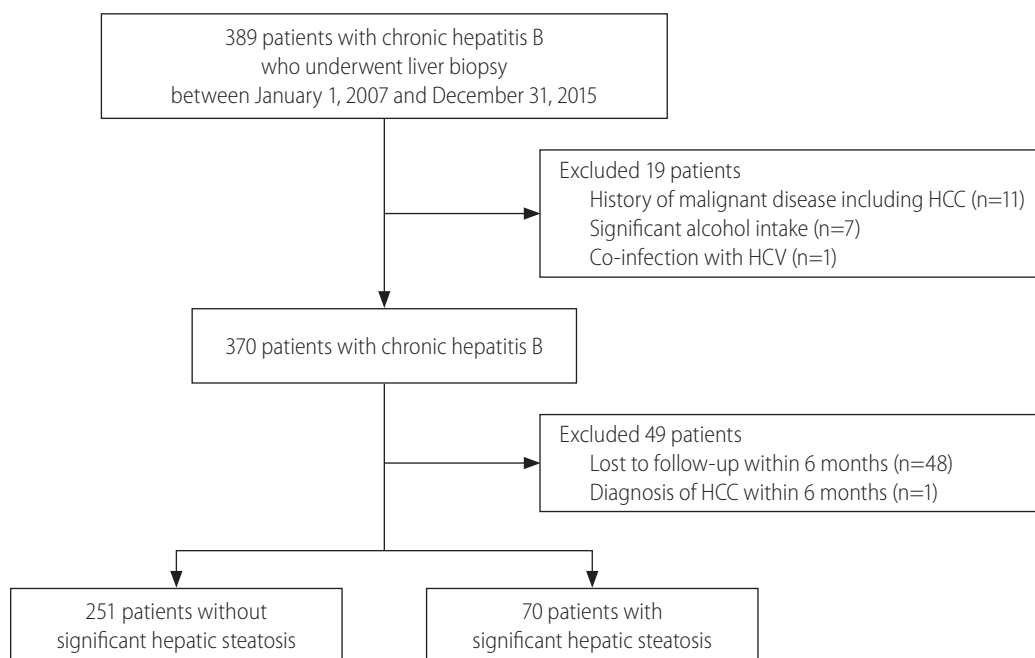 389 patients with chronic hepatitis B
who underwent liver biopsy
between January 1, 2007 and December 31, 2015
Excluded 19 patients
History of malignant disease including HCC (n=11)
Significant alcohol intake (n=7)
Co-infection with HCV (n=1)
370 patients with chronic hepatitis B
Excluded 49 patients
Lost to follow-up within 6 months (n=48)
Diagnosis of HCC within 6 months (n=1)
251 patients without
significant hepatic steatosis
70 patients with
significant hepatic steatosis